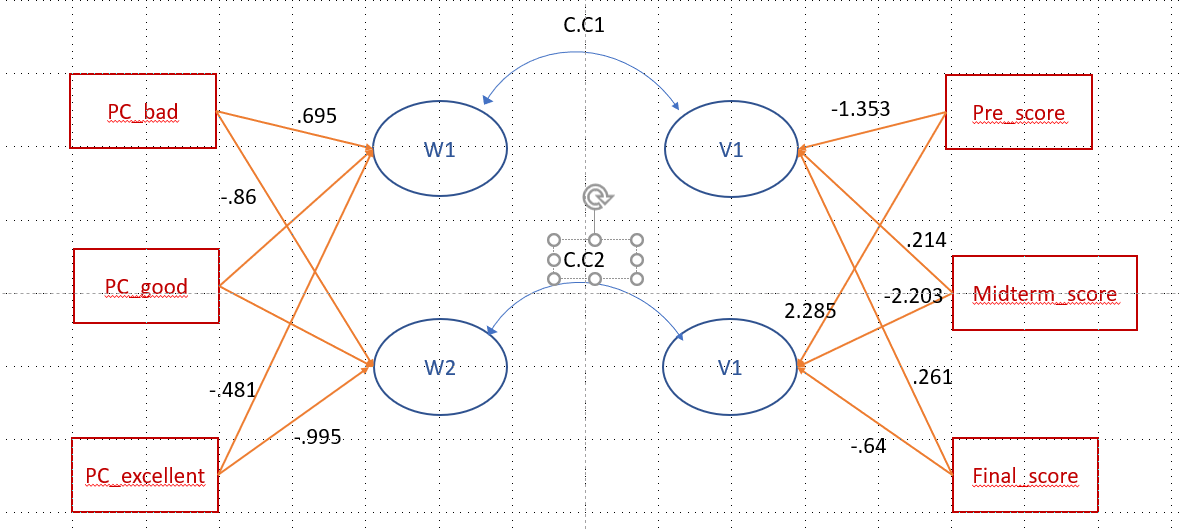 C.C1
PC_bad
.695
W1
V1
-1.353
Pre_score
-.86
.214
C.C2
PC_good
2.285
-2.203
Midterm_score
W2
V1
-.481
.261
-.995
-.64
PC_excellent
Final_score